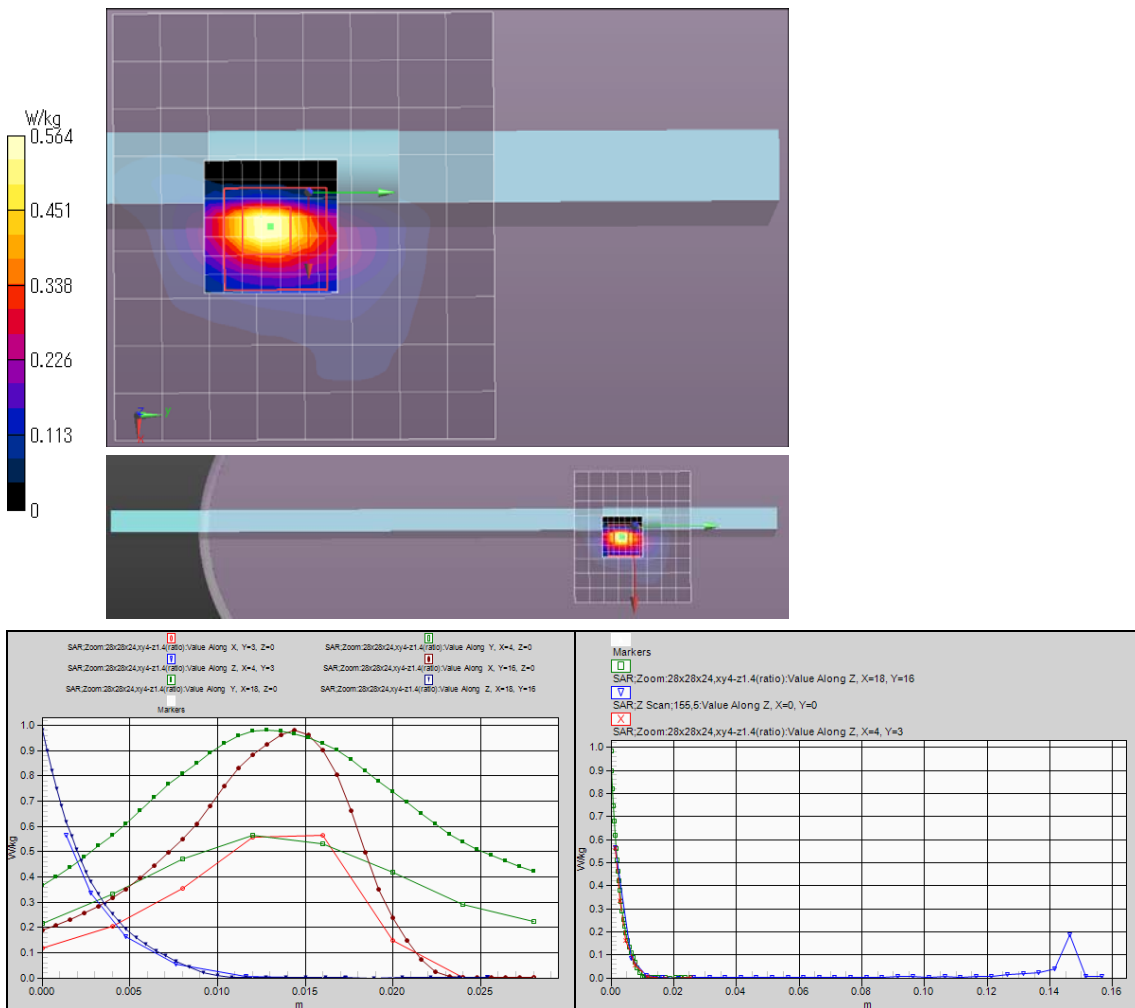 W/kg
0.564
0.451
0.338
0.226
0.113
0
z
y
x
SAR;Zoom:28x28x24,xy4-z1.4(ratio):Value Along X, Y=3, Z=0
SAR;Zoom:28x28x24,xy4-z1.4(ratio):Value Along Y, X=4, Z=0
SAR;Zoom:28x28x24,xy4-z1.4(ratio):Value Along Z, X=4, Y=3
SAR;Zoom:28x28x24,xy4-z1.4(ratio):Value Along X, Y=16, Z=0
SAR;Zoom:28x28x24,xy4-z1.4(ratio):Value Along Y, X=18, Z=0
SAR;Zoom:28x28x24,xy4-z1.4(ratio):Value Along Z, X=18, Y=16
Markers
1.0
0.9
0.8
0.7
0.6
0.5
0.4
0.3
0.2
0.1
0.0
W/kg
0.000 0.005 0.010 0.015 0.020 0.025
m
Markers
SAR;Zoom:28x28x24,xy4-z1.4(ratio):Value Along Z, X=18, Y=16
SAR;Z Scan;155,5:Value Along Z, X=0, Y=0
SAR;Zoom:28x28x24,xy4-z1.4(ratio):Value Along Z, X=4, Y=3
1.0
0.9
0.8
0.7
0.6
0.5
0.4
0.3
0.2
0.1
0.0
W/kg
0.00 0.02 0.04 0.06 0.08 0.10 0.12 0.14 0.16
m